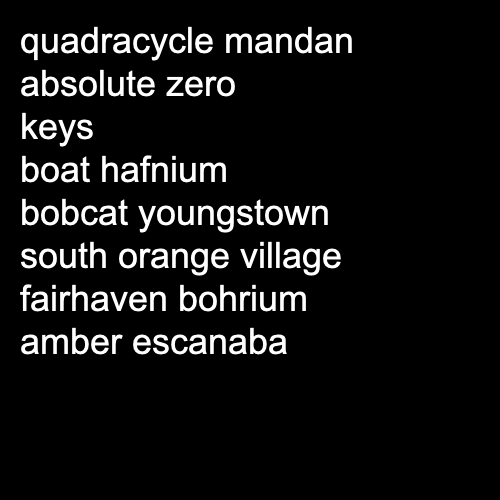 quadracycle mandan
absolute zero
keys
boat hafnium
bobcat youngstown
south orange village
fairhaven bohrium
amber escanaba